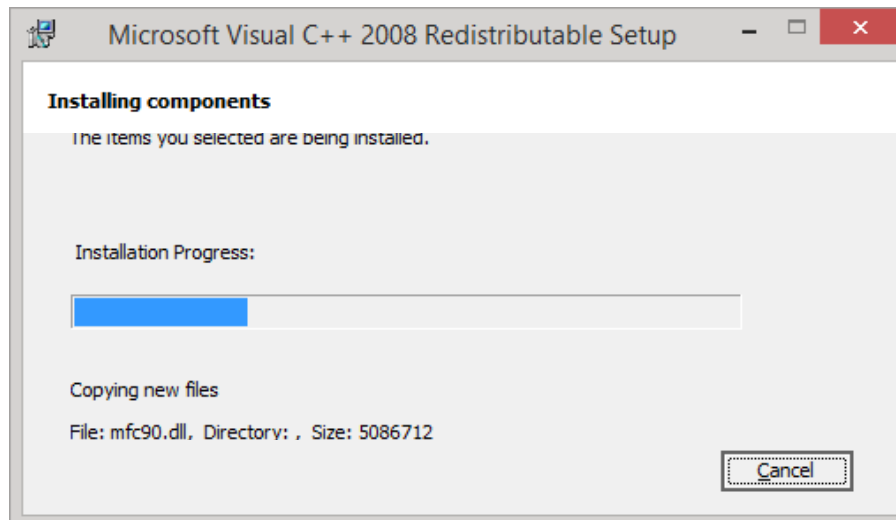 Microsoft Visual C++ 2008 Redistributable Setup
Installing components
The items you selected are being installed.
Installation Progress:
Copying new files
File: mfc90.dll, Directory: , Size: 5086712
Cancel